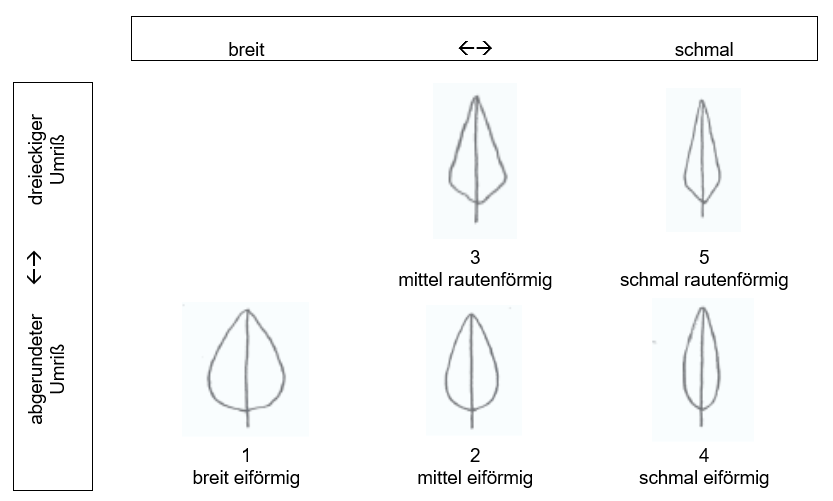 breit ←→ schmal
dreieckiger
Umriß
←→
abgerundeter
Umriß
3
mittel rautenförmig
5
schmal rautenförmig
1
breit eiförmig
2
mittel eiförmig
4
schmal eiförmig